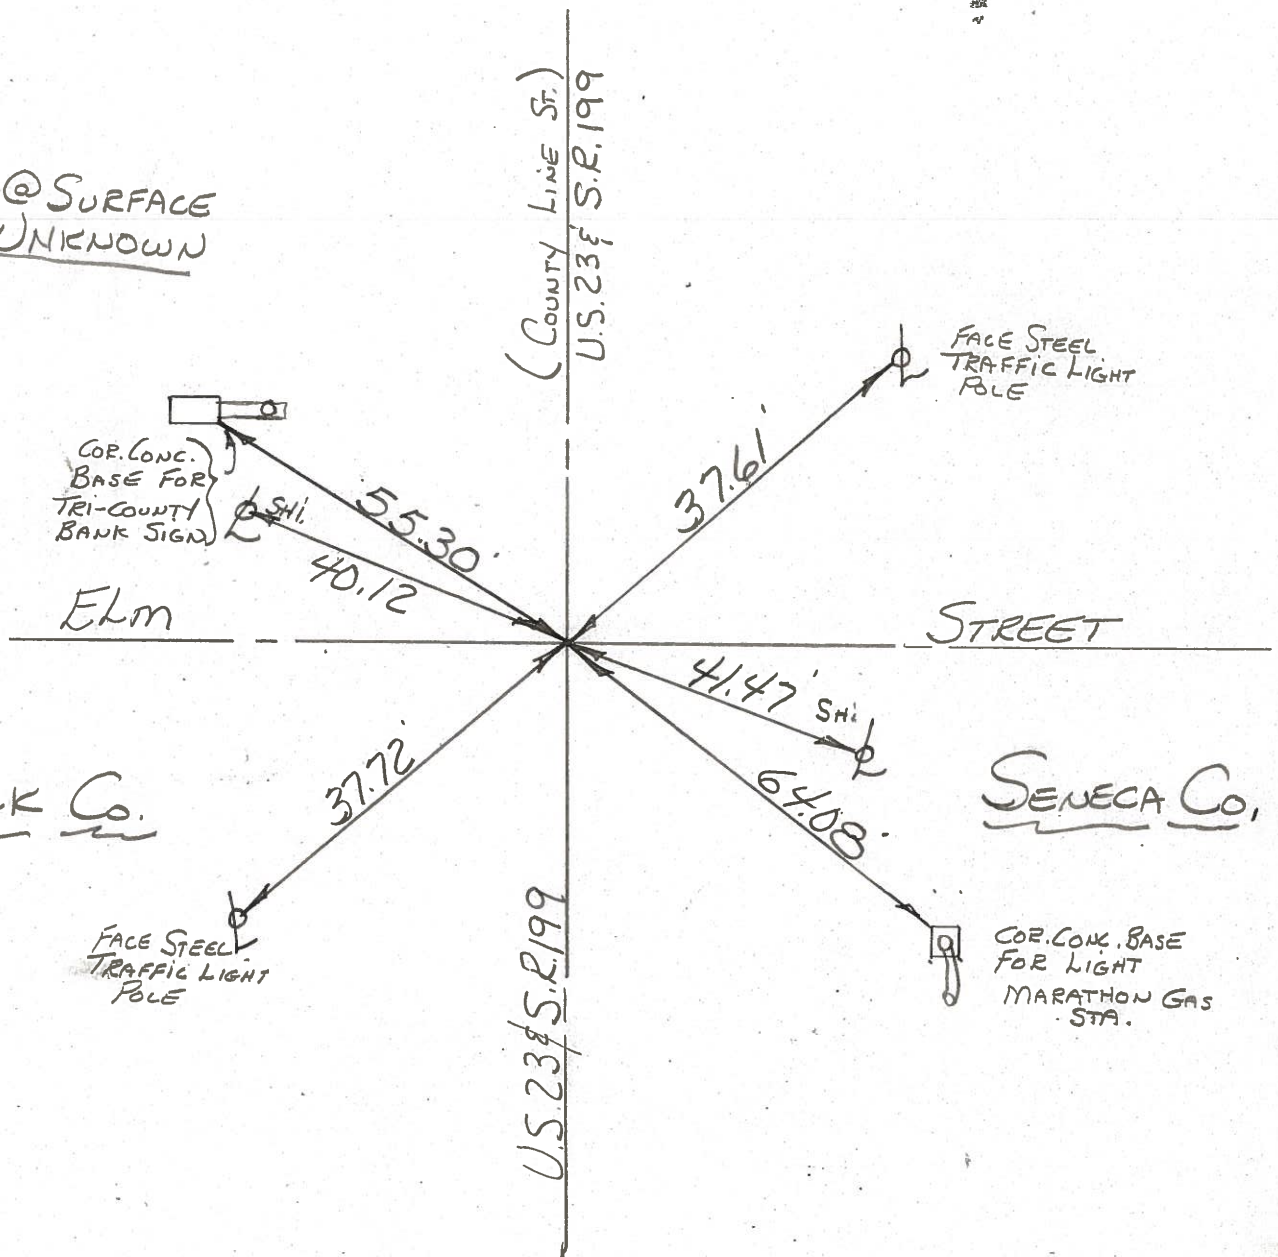 @ SURFACE
UNKNOWN
(COUNTY LINE ST.)
U.S. 23 & S.R. 199
FACE STEEL
TRAFFIC LIGHT
POLE
COR. CONC.
BASE FOR
TRI-COUNTY
BANK SIGN
SHi.
55.30'
40.12
37.61'
ELM
STREET
41.47'
SHi.
64.08'
37.72'
K CO.
SENECA CO.
FACE STEEL
TRAFFIC LIGHT
POLE
U.S. 23 & S.R. 199
COR. CONC. BASE
FOR LIGHT
MARATHON GAS
STA.